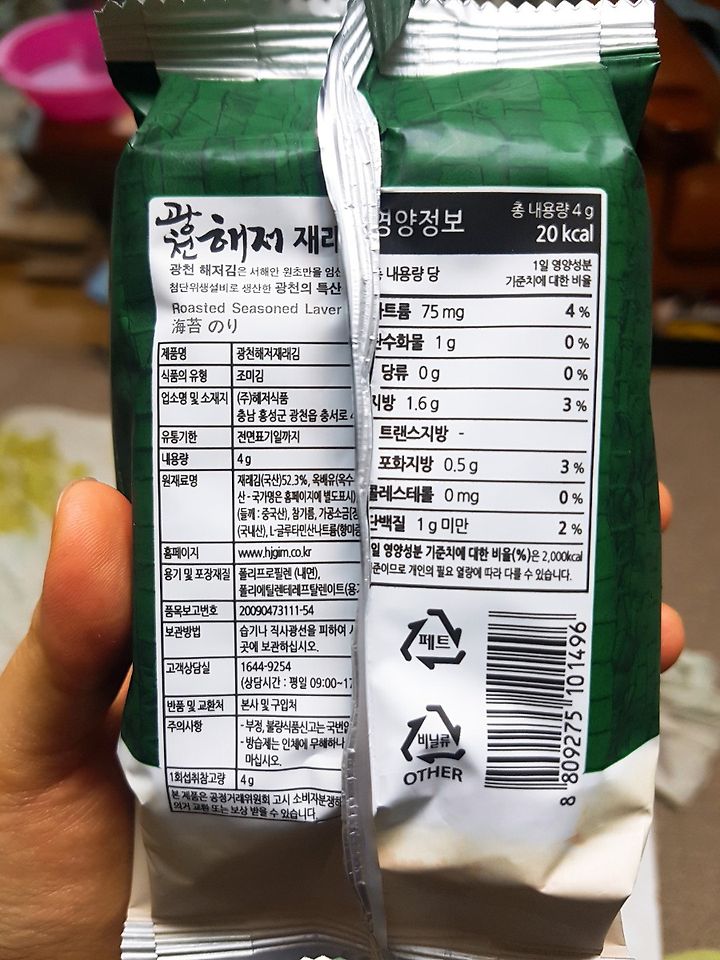 광천 해저 재래
광천 해저김은 서해안 원초만을 엄선
첨단위생설비로 생산한 광천의 특산
Roasted Seasoned Laver
海苔 のり
제품명 광천해저재래김
식품의 유형 조미김
업소명 및 소재지 (주)해저식품
충남 홍성군 광천읍 충서로
유통기한 전면표기일까지
내용량 4 g
원재료명 재래김(국산)52.3%, 옥배유(옥수
산 - 국가명은 홈페이지에 별도표시)
(들깨 : 중국산), 참기름, 가공소금
(국내산), L-글루타민산나트륨(향미증
홈페이지 www.hjgim.co.kr
용기 및 포장재질 폴리프로필렌 (내면),
폴리에틸렌테레프탈레이트(용기
품목보고번호 20090473111-54
보관방법 습기나 직사광선을 피하여
곳에 보관하십시오.
고객상담실 1644-9254
(상담시간 : 평일 09:00~17
반품 및 교환처 본사 및 구입처
주의사항 - 부정, 불량식품신고는 국번없
- 방습제는 인체에 무해하나
마십시오.
1회섭취참고량 4 g
본 제품은 공정거래위원회 고시 소비자분쟁해
의거 교환 또는 보상 받을 수 있습니다.
영양정보
총 내용량 4 g
20 kcal
내용량 당
1일 영양성분
기준치에 대한 비율
나트륨 75 mg 4 %
탄수화물 1 g 0 %
당류 0 g 0 %
지방 1.6 g 3 %
트랜스지방 -
포화지방 0.5 g 3 %
콜레스테롤 0 mg 0 %
단백질 1 g 미만 2 %
일 영양성분 기준치에 대한 비율(%)은 2,000kcal
준이므로 개인의 필요 열량에 따라 다를 수 있습니다.
페트
비닐류
OTHER
8 809275 101496